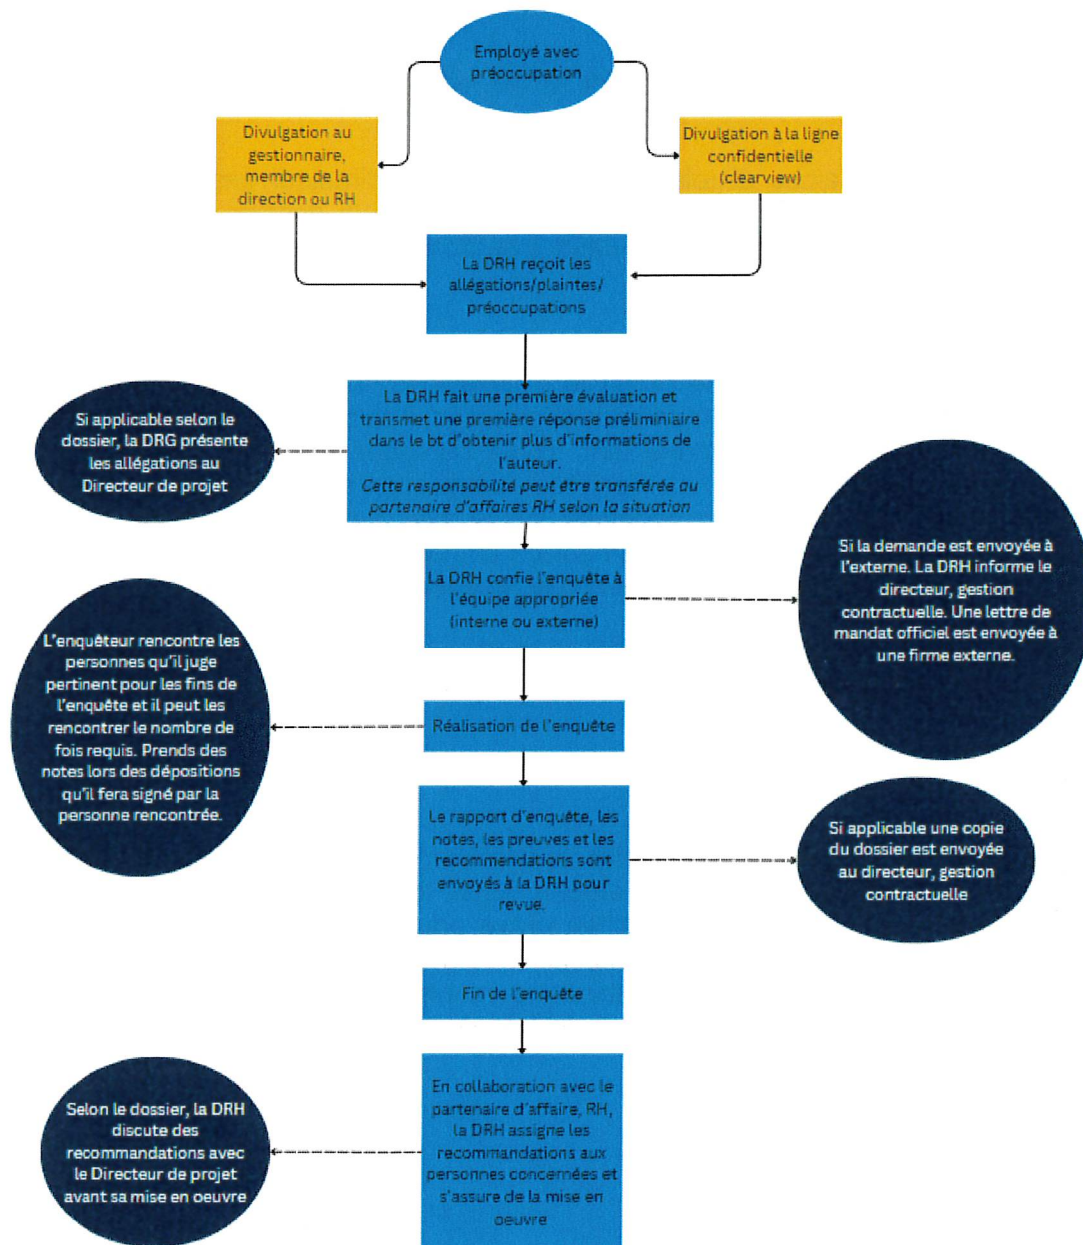 Employé avec
préoccupation
Divulgation au
gestionnaire,
membre de la
direction ou RH
Divulgation à la ligne
confidentielle
(clearview)
La DRH reçoit les
allégations/plaintes/
préoccupations
La DRH fait une première évaluation et
transmet une première réponse préliminiaire
dans le bt d'obtenir plus d'informations de
l'auteur.
Cette responsabilité peut être transférée au
partenaire d'affaires RH selon la situation
Si applicable selon le
dossier, la DRG présente
les allégations au
Directeur de projet
La DRH confie l'enquête à
l'équipe appropriée
(interne ou externe)
Si la demande est envoyée à
l'externe. La DRH informe le
directeur, gestion
contractuelle. Une lettre de
mandat officiel est envoyée à
une firme externe.
L'enquêteur rencontre les
personnes qu'il juge
pertinent pour les fins de
l'enquête et il peut les
rencontrer le nombre de
fois requis. Prends des
notes lors des dépositions
qu'il fera signé par la
personne rencontrée.
Réalisation de l'enquête
Le rapport d'enquête, les
notes, les preuves et les
recommendations sont
envoyés à la DRH pour
revue.
Si applicable une copie
du dossier est envoyée
au directeur, gestion
contractuelle
Fin de l'enquête
En collaboration avec le
partenaire d'affaire, RH,
la DRH assigne les
recommandations aux
personnes concernées et
s'assure de la mise en
oeuvre
Selon le dossier, la DRH
discute des
recommandations avec
le Directeur de projet
avant sa mise en oeuvre